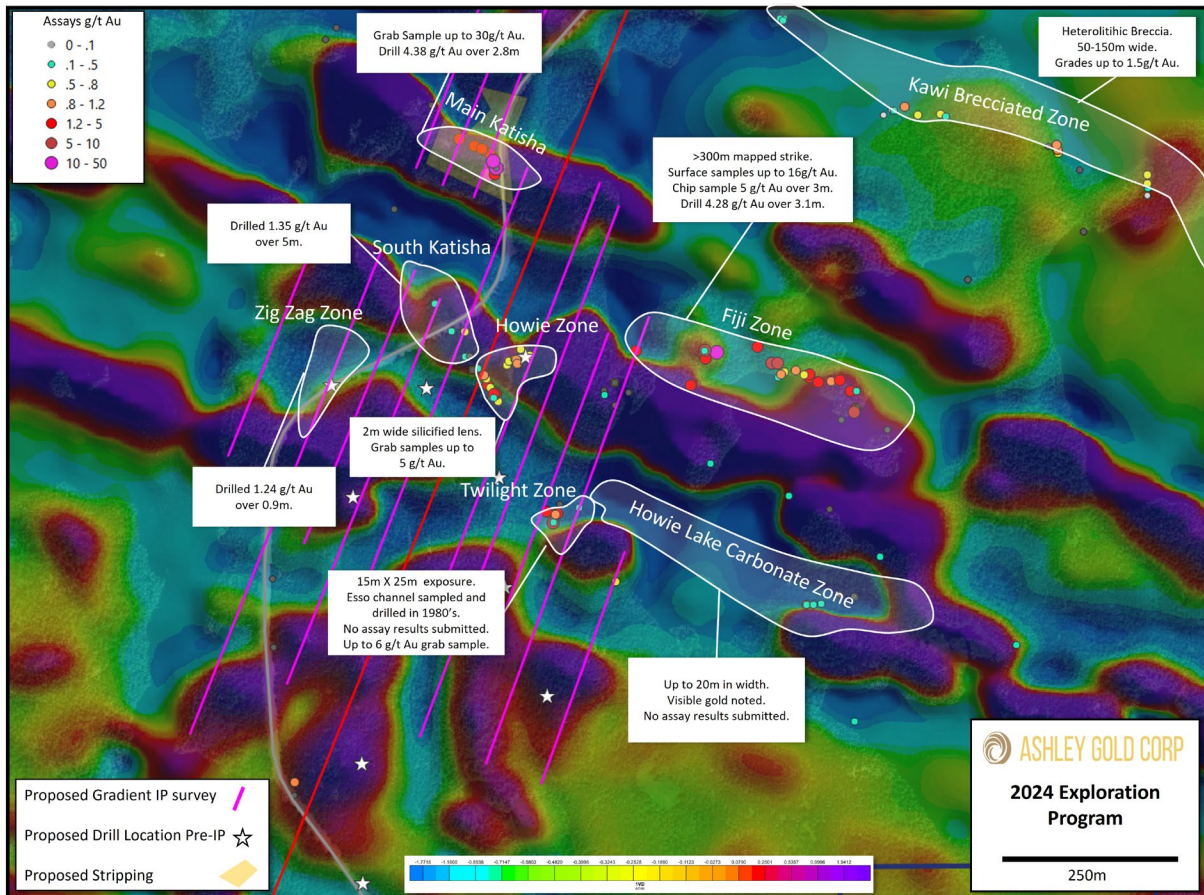 Assays g/t Au
0 - .1
.1 - .5
.5 - .8
.8 - 1.2
1.2 - 5
5 - 10
10 - 50
Grab Sample up to 30g/t Au.
Drill 4.38 g/t Au over 2.8m
Main Katisha
Heterolitihic Breccia.
50-150m wide.
Grades up to 1.5g/t Au.
Kawi Brecciated Zone
>300m mapped strike.
Surface samples up to 16g/t Au.
Chip sample 5 g/t Au over 3m.
Drill 4.28 g/t Au over 3.1m.
Drilled 1.35 g/t Au
over 5m.
South Katisha
Zig Zag Zone
Howie Zone
Fiji Zone
2m wide silicified lens.
Grab samples up to
5 g/t Au.
Drilled 1.24 g/t Au
over 0.9m.
Twilight Zone
Howie Lake Carbonate Zone
15m X 25m exposure.
Esso channel sampled and
drilled in 1980's.
No assay results submitted.
Up to 6 g/t Au grab sample.
Up to 20m in width.
Visible gold noted.
No assay results submitted.
ASHLEY GOLD CORP
2024 Exploration
Program
250m
Proposed Gradient IP survey
Proposed Drill Location Pre-IP
Proposed Stripping
1VD